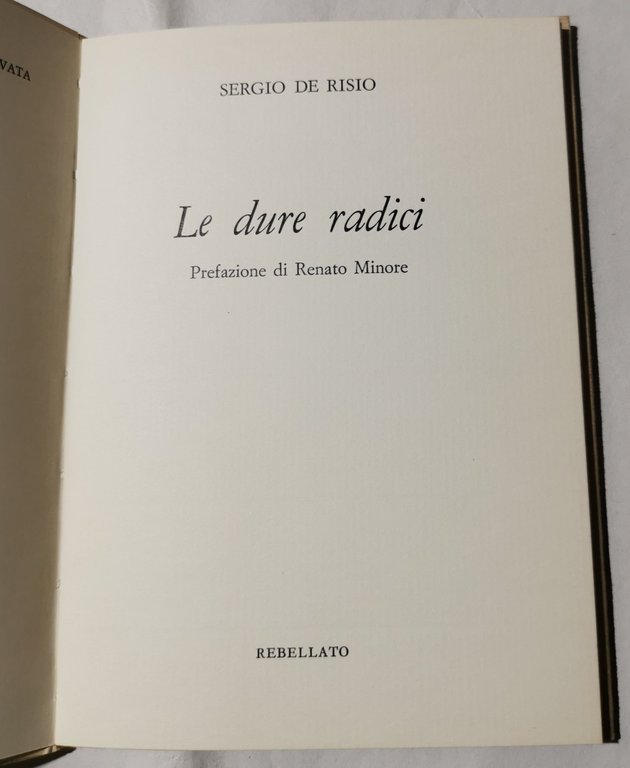 VATA
SERGIO DE RISIO
Le dure radici
Prefazione di Renato Minore
REBELLATO